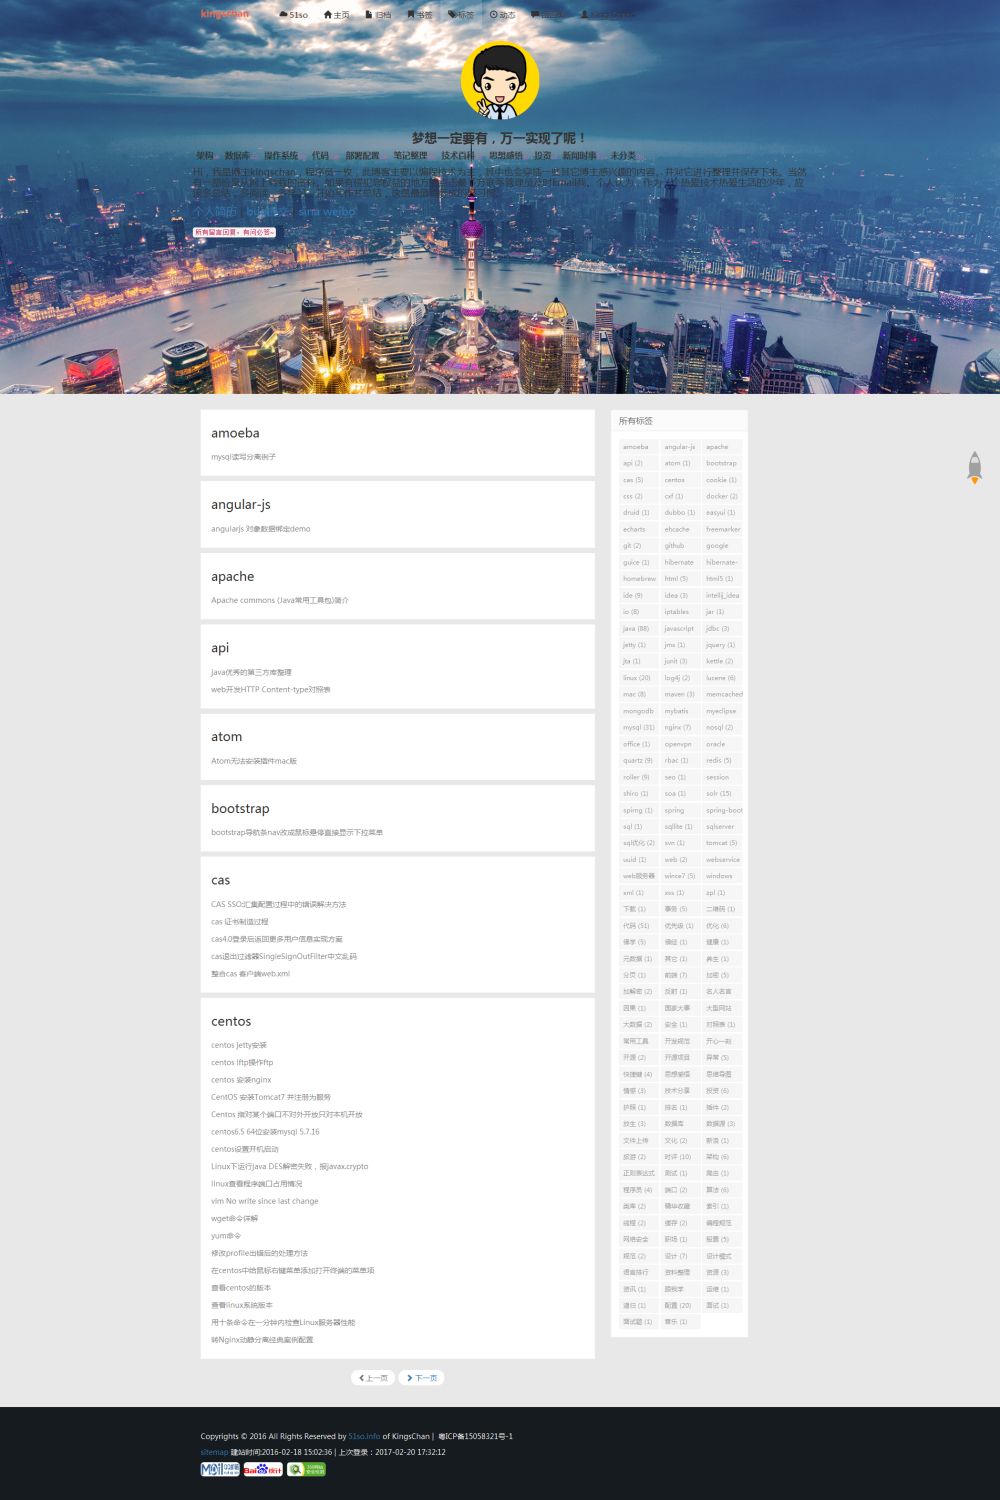 kingschan
51so 主页 归档 书签 标签 动态
梦想一定要有，万一实现了呢！
架构 数据库 操作系统 代码 部署配置 笔记整理 技术百科 思想感悟 投资 新闻时事 未分类
sina weibo
所有留言回复，有问必答~
amoeba
mysql读写分离例子
angular-js
angularjs 对象数据绑定demo
apache
Apache commons (Java常用工具包)简介
api
java优秀的第三方库整理
web开发HTTP Content-type对照表
atom
Atom无法安装插件mac版
bootstrap
bootstrap导航条nav改成鼠标悬停直接显示下拉菜单
cas
CAS SSO:汇集配置过程中的错误解决方法
cas 证书制造过程
cas4.0登录后返回更多用户信息实现方案
cas退出过滤器SingleSignOutFilter中文乱码
整合cas 客户端web.xml
centos
centos jetty安装
centos lftp操作ftp
centos 安装nginx
CentOS 安装Tomcat7 并注册为服务
Centos 指对某个端口不对外开放只对本机开放
centos6.5 64位安装mysql 5.7.16
centos设置开机启动
Linux下运行java DES解密失败，报javax.crypto
linux查看程序端口占用情况
vim No write since last change
wget命令详解
yum命令
修改profile出错后的处理方法
在centos中给鼠标右键菜单添加打开终端的菜单项
查看centos的版本
查看linux系统版本
用十条命令在一分钟内检查Linux服务器性能
转Nginx动静分离经典案例配置
上一页 下一页
所有标签
amoeba angular-js apache
api (2) atom (1) bootstrap
cas (5) centos cookie (1)
css (2) cxf (1) docker (2)
druid (1) dubbo (1) easyui (1)
echarts ehcache freemarker
git (2) github google
guice (1) hibernate hibernate-
homebrew html (5) html5 (1)
ide (9) idea (3) intellij_idea
io (8) iptables jar (1)
java (88) javascript jdbc (3)
jetty (1) jms (1) jquery (1)
jta (1) junit (3) kettle (2)
linux (20) log4j (2) lucene (6)
mac (8) maven (3) memcached
mongodb mybatis myeclipse
mysql (31) nginx (7) nosql (2)
office (1) openvpn oracle
quartz (9) rbac (1) redis (5)
roller (9) seo (1) session
shiro (1) soa (1) solr (15)
spirng (1) spring spring-boot
sql (1) sqllite (1) sqlserver
sql优化 (2) svn (1) tomcat (5)
uuid (1) web (2) webservice
web服务器 wince7 (5) windows
xml (1) xss (1) zpl (1)
下载 (1) 事务 (5) 二维码 (1)
代码 (51) 优先级 (1) 优化 (6)
佛学 (5) 佛经 (1) 健康 (1)
元数据 (1) 其它 (1) 养生 (1)
分页 (1) 前端 (7) 加密 (5)
加解密 (2) 反射 (1) 名人名言
因果 (1) 国家大事 大型网站
大数据 (2) 安全 (1) 对照表 (1)
常用工具 开发规范 开心一刻
开源 (2) 开源项目 异常 (5)
快捷键 (4) 思想感悟 思维导图
情感 (3) 技术分享 投资 (6)
护照 (1) 排名 (1) 插件 (2)
放生 (3) 数据库 数据源 (3)
文件上传 文化 (2) 新浪 (1)
旅游 (2) 时评 (10) 架构 (6)
正则表达式 测试 (1) 爬虫 (1)
程序员 (4) 端口 (2) 算法 (6)
类库 (2) 精华收藏 索引 (1)
线程 (2) 缓存 (2) 编程规范
网络安全 职场 (1) 股票 (5)
规范 (2) 设计 (7) 设计模式
语言排行 资料整理 资源 (3)
资讯 (1) 跟我学 运维 (1)
递归 (1) 配置 (20) 面试 (1)
面试题 (1) 音乐 (1)
Copyrights © 2016 All Rights Reserved by 51so.info of KingsChan | 粤ICP备15058321号-1
sitemap 建站时间:2016-02-18 15:02:36 | 上次登录：2017-02-20 17:32:12